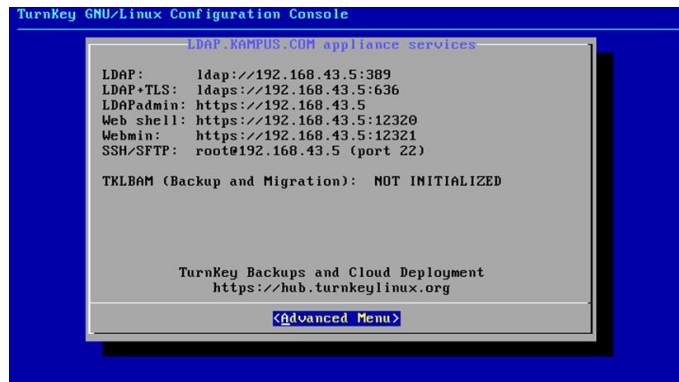 TurnKey GNU/Linux Configuration Console
LDAP.KAMPUS.COM appliance services
LDAP: ldap://192.168.43.5:389
LDAP+TLS: ldaps://192.168.43.5:636
LDAPadmin: https://192.168.43.5
Web shell: https://192.168.43.5:12320
Webmin: https://192.168.43.5:12321
SSH/SFTP: root@192.168.43.5 (port 22)
TKLBAM (Backup and Migration): NOT INITIALIZED
TurnKey Backups and Cloud Deployment
https://hub.turnkeylinux.org
<Advanced Menu>